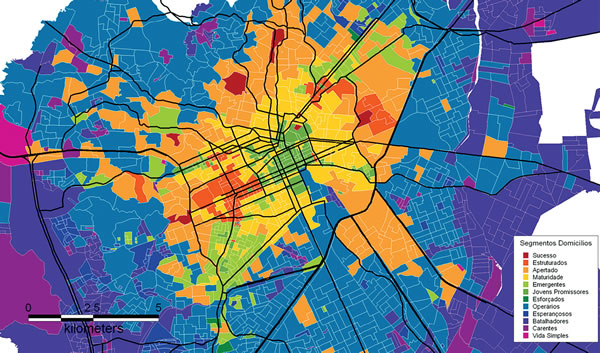 Segmentos Domicilios
Sucesso
Estruturados
Apertado
Maturidade
Emergentes
Jovens Promissores
Esforçados
Operários
Esperançosos
Batalhadores
Carentes
Vida Simples
0 2.5 5
kilometers